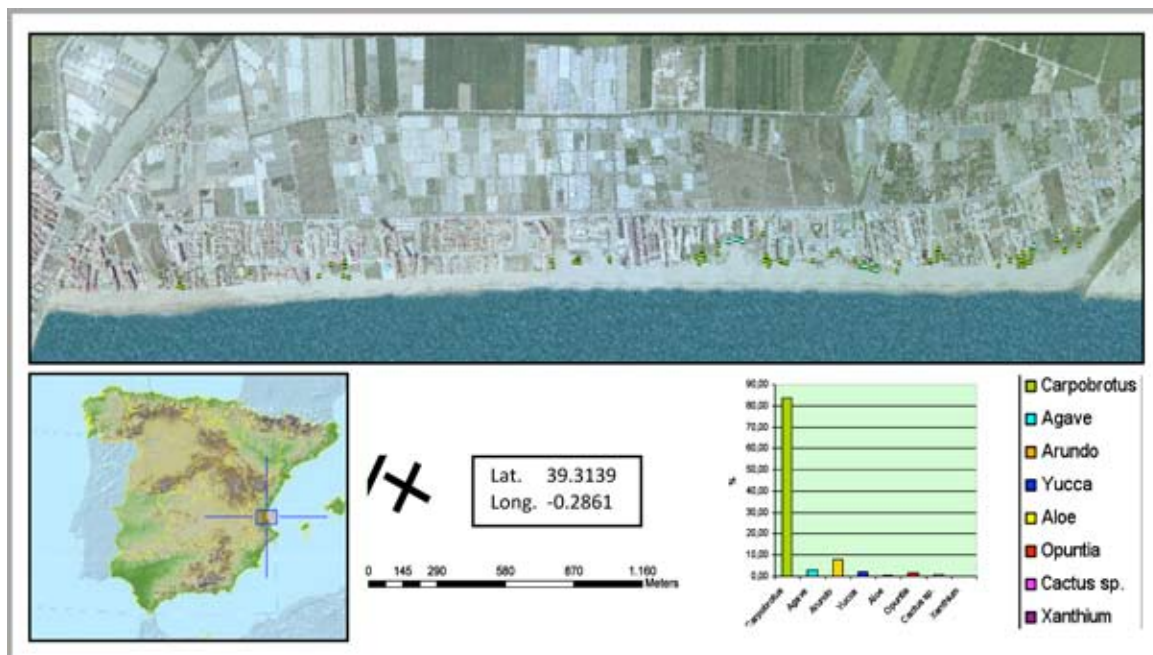 Lat. 39.3139
Long. -0.2861
0 145 290 580 870 1.160
Meters
90,00
80,00
70,00
60,00
50,00
40,00
30,00
20,00
10,00
0,00
%
Carpobrotus
Agave
Arundo
Yucca
Aloe
Opuntia
Cactus sp.
Xanthium
Carpobrotus
Agave
Arundo
Yucca
Aloe
Opuntia
Cactus sp.
Xanthium